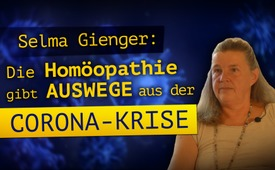 Selma Gienger:
Die Homöopathie
gibt AUSWEGE aus der
CORONA-KRISE